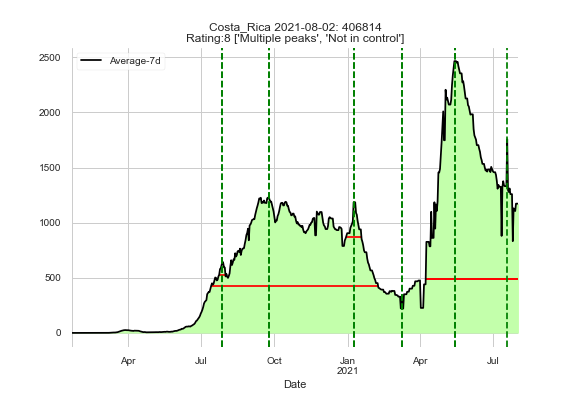 Costa_Rica 2021-08-02: 406814
Rating:8 ['Multiple peaks', 'Not in control']
Average-7d
2500
2000
1500
1000
500
0
Apr Jul Oct Jan Apr Jul
2021
Date